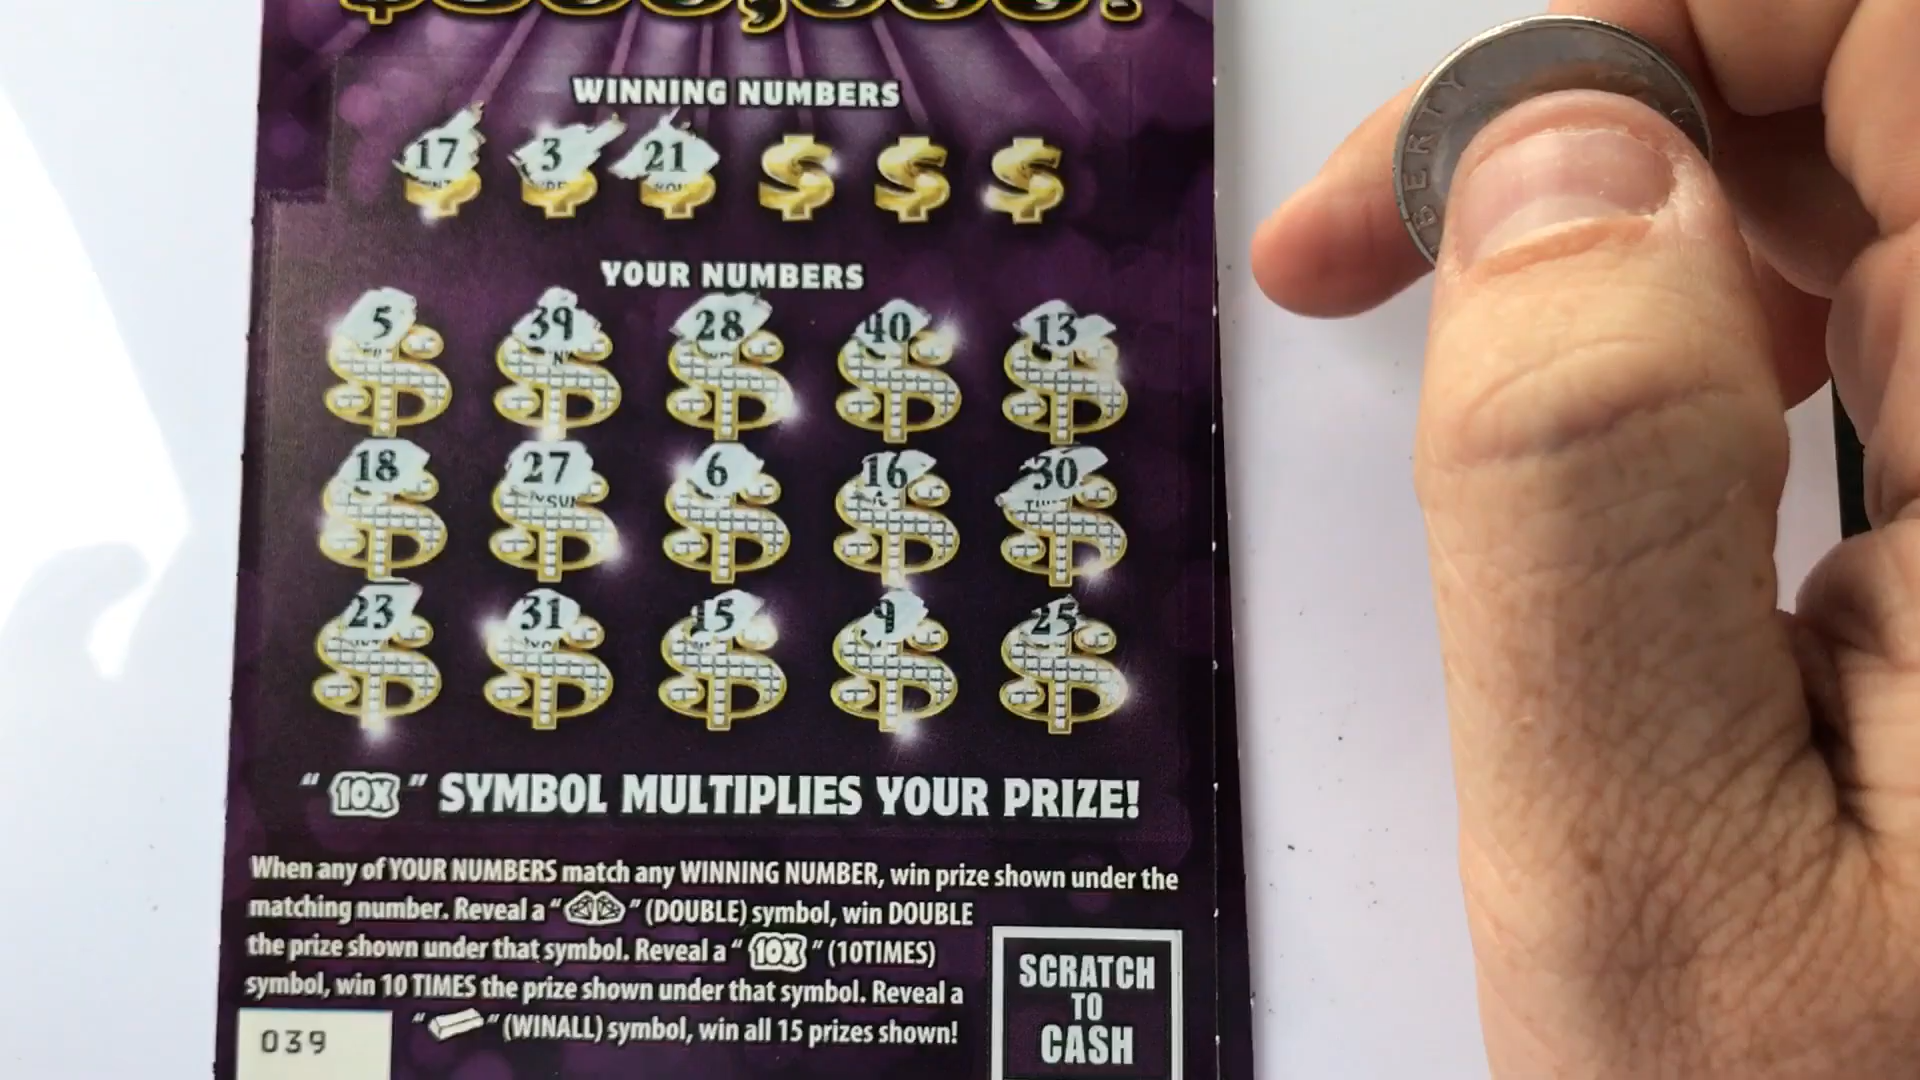 WINNING NUMBERS
17 3 21
YOUR NUMBERS
5 39 28 40 13
18 27 6 16 30
23 31 15 9 25
" 10X " SYMBOL MULTIPLIES YOUR PRIZE!
When any of YOUR NUMBERS match any WINNING NUMBER, win prize shown under the
matching number. Reveal a " " (DOUBLE) symbol, win DOUBLE
the prize shown under that symbol. Reveal a " 10X " (10TIMES)
symbol, win 10 TIMES the prize shown under that symbol. Reveal a
" " (WINALL) symbol, win all 15 prizes shown!
039
SCRATCH
TO
CASH